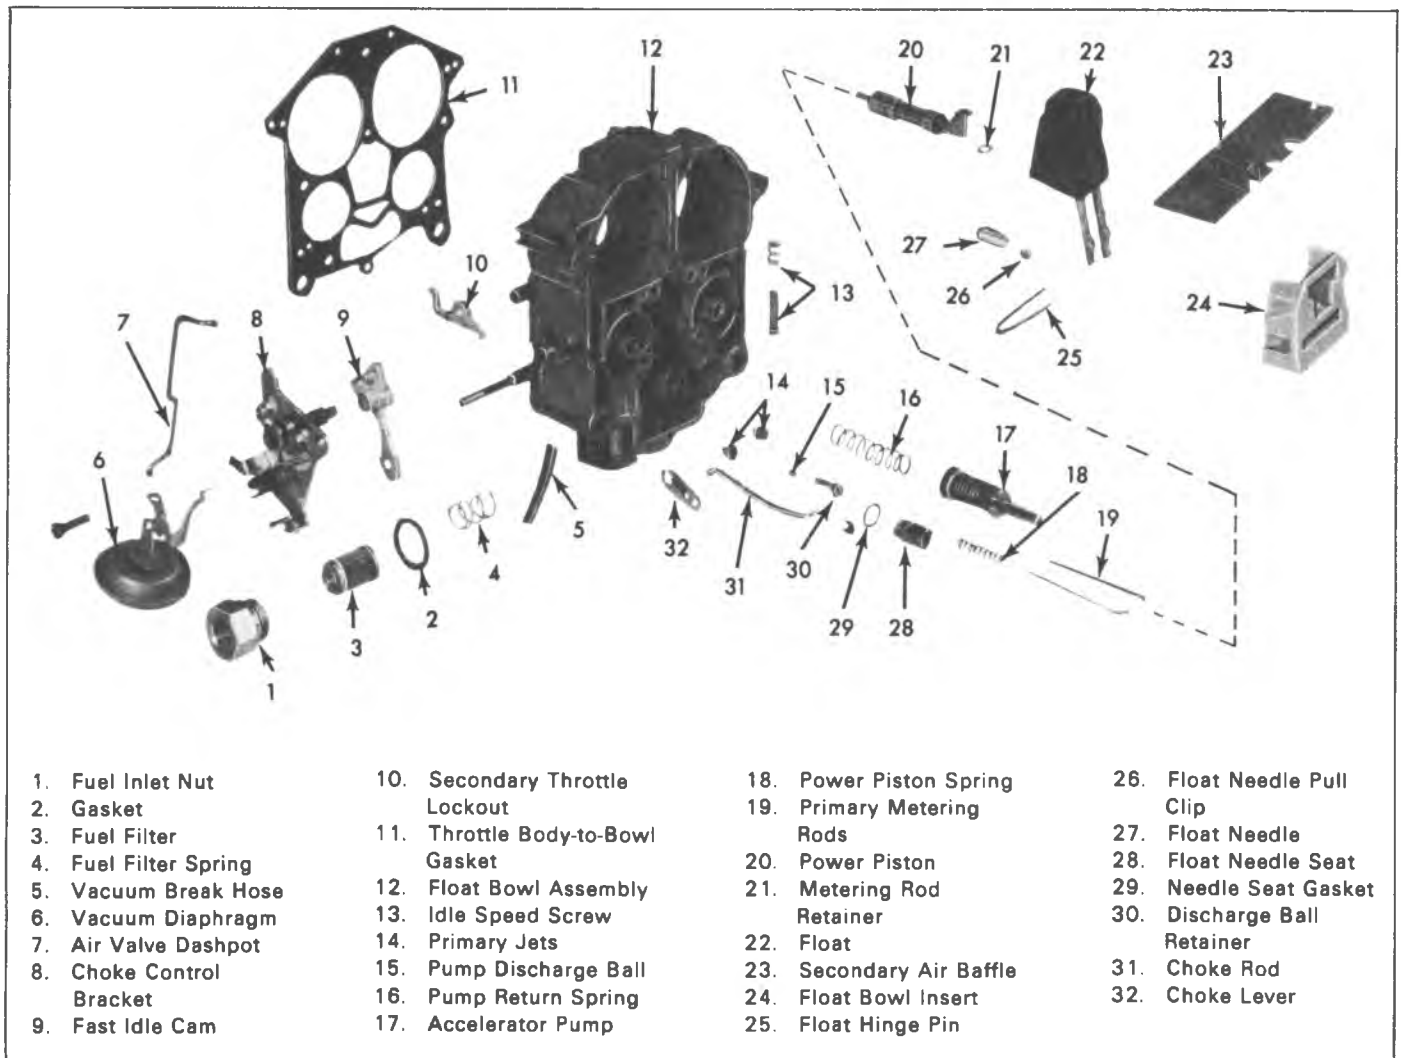 12
20
21
22
23
11
10
13
27
26
25
24
7
8
9
14
15
16
17
18
19
6
5
32
31
30
29
28
4
2
3
1
1. Fuel Inlet Nut
2. Gasket
3. Fuel Filter
4. Fuel Filter Spring
5. Vacuum Break Hose
6. Vacuum Diaphragm
7. Air Valve Dashpot
8. Choke Control
Bracket
9. Fast Idle Cam
10. Secondary Throttle
Lockout
11. Throttle Body-to-Bowl
Gasket
12. Float Bowl Assembly
13. Idle Speed Screw
14. Primary Jets
15. Pump Discharge Ball
16. Pump Return Spring
17. Accelerator Pump
18. Power Piston Spring
19. Primary Metering
Rods
20. Power Piston
21. Metering Rod
Retainer
22. Float
23. Secondary Air Baffle
24. Float Bowl Insert
25. Float Hinge Pin
26. Float Needle Pull
Clip
27. Float Needle
28. Float Needle Seat
29. Needle Seat Gasket
30. Discharge Ball
Retainer
31. Choke Rod
32. Choke Lever